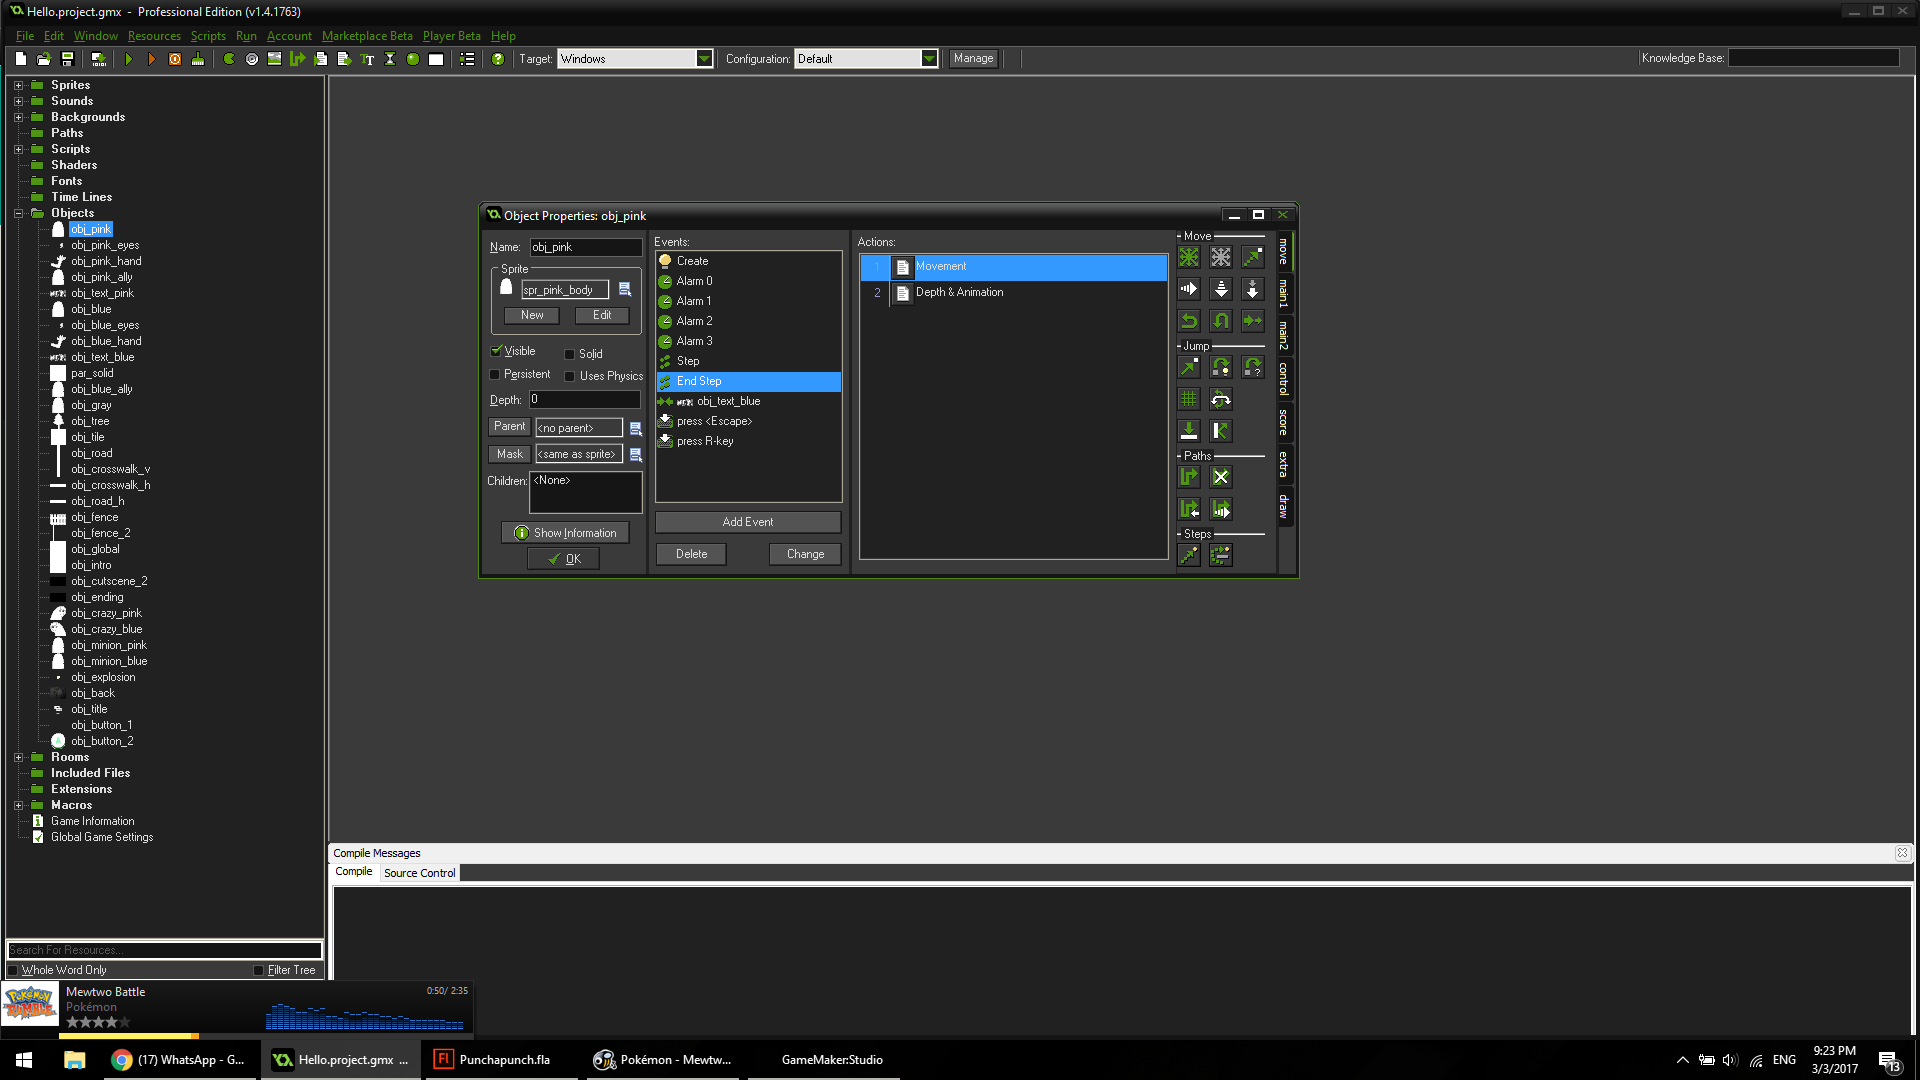 Hello.project.gmx - Professional Edition (v1.4.1763)
File Edit Window Resources Scripts Run Account Marketplace Beta Player Beta Help
Target: Windows Configuration: Default Manage Knowledge Base:
Sprites
Sounds
Backgrounds
Paths
Scripts
Shaders
Fonts
Time Lines
Objects
obj_pink
obj_pink_eyes
obj_pink_hand
obj_pink_ally
obj_text_pink
obj_blue
obj_blue_eyes
obj_blue_hand
obj_text_blue
par_solid
obj_blue_ally
obj_gray
obj_tree
obj_tile
obj_road
obj_crosswalk_v
obj_crosswalk_h
obj_road_h
obj_fence
obj_fence_2
obj_global
obj_intro
obj_cutscene_2
obj_ending
obj_crazy_pink
obj_crazy_blue
obj_minion_pink
obj_minion_blue
obj_explosion
obj_back
obj_title
obj_button_1
obj_button_2
Rooms
Included Files
Extensions
Macros
Game Information
Global Game Settings
Search For Resources...
Whole Word Only Filter Tree
Object Properties: obj_pink
Name: obj_pink
Sprite
spr_pink_body
New Edit
Visible Solid
Persistent Uses Physics
Depth: 0
Parent <no parent>
Mask <same as sprite>
Children: <None>
Show Information
OK
Events:
Create
Alarm 0
Alarm 1
Alarm 2
Alarm 3
Step
End Step
obj_text_blue
press <Escape>
press R-key
Add Event
Delete Change
Actions:
1 Movement
2 Depth & Animation
Move
Jump
Paths
Steps
move
main1
main2
control
score
extra
draw
Compile Messages
Compile Source Control
POKÉMON RUMBLE
Mewtwo Battle 0:50/ 2:35
Pokémon
(17) WhatsApp - G...
Hello.project.gmx ...
Fl Punchapunch.fla
Pokémon - Mewtw...
GameMaker:Studio
ENG
9:23 PM
3/3/2017
13